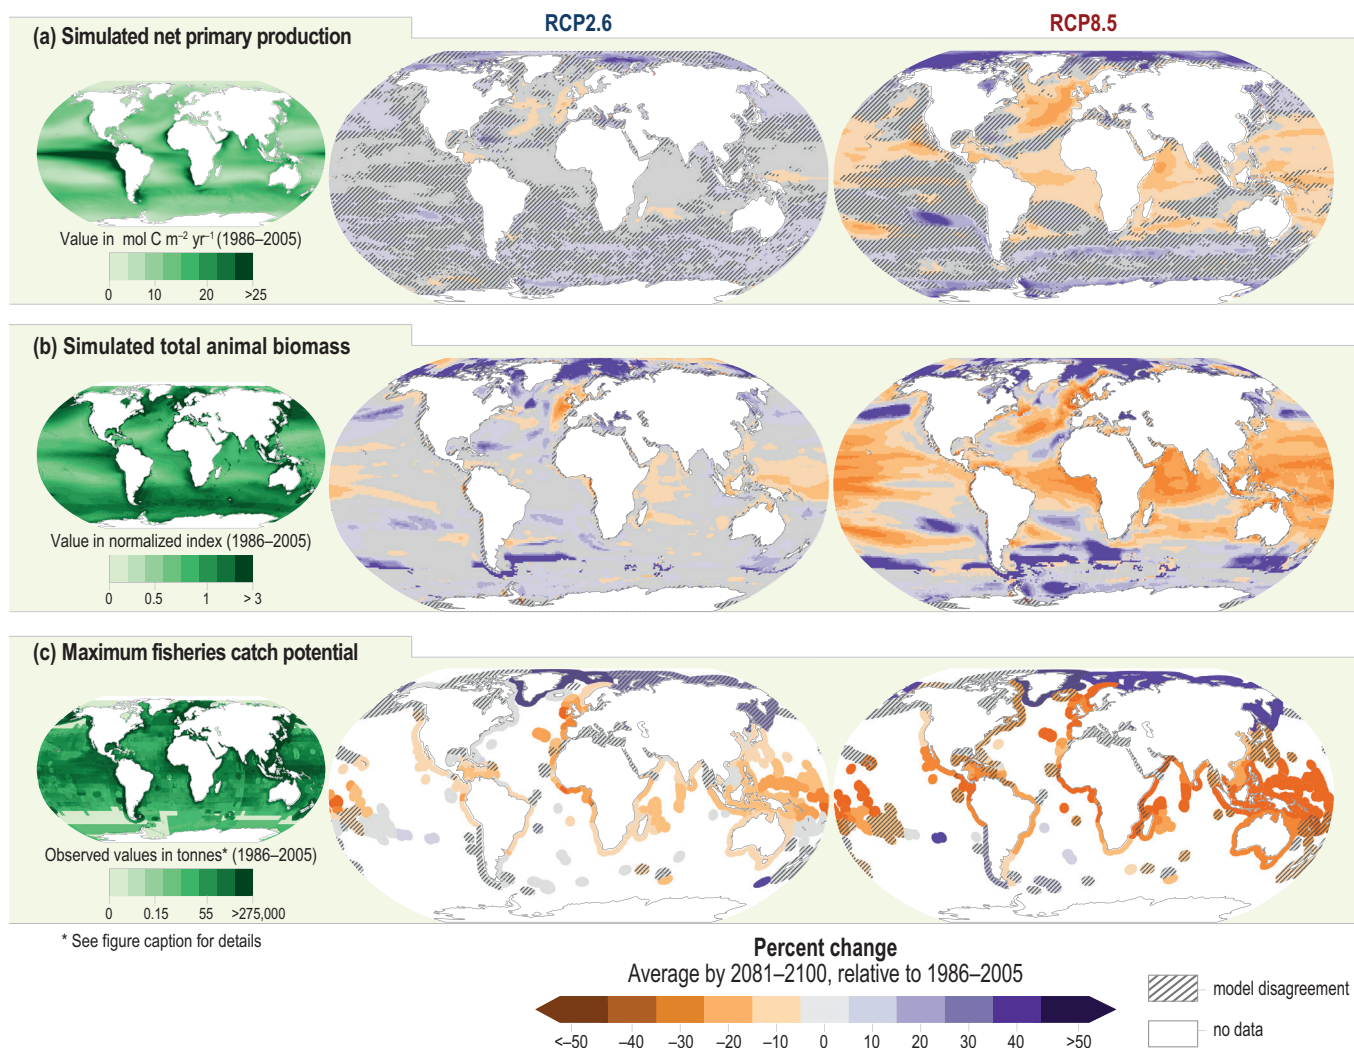 RCP2.6
RCP8.5
(a) Simulated net primary production
Value in mol C m⁻² yr⁻¹ (1986–2005)
0 10 20 >25
(b) Simulated total animal biomass
Value in normalized index (1986–2005)
0 0.5 1 > 3
(c) Maximum fisheries catch potential
Observed values in tonnes* (1986–2005)
0 0.15 55 >275,000
* See figure caption for details
Percent change
Average by 2081–2100, relative to 1986–2005
<–50 –40 –30 –20 –10 0 10 20 30 40 >50
model disagreement
no data